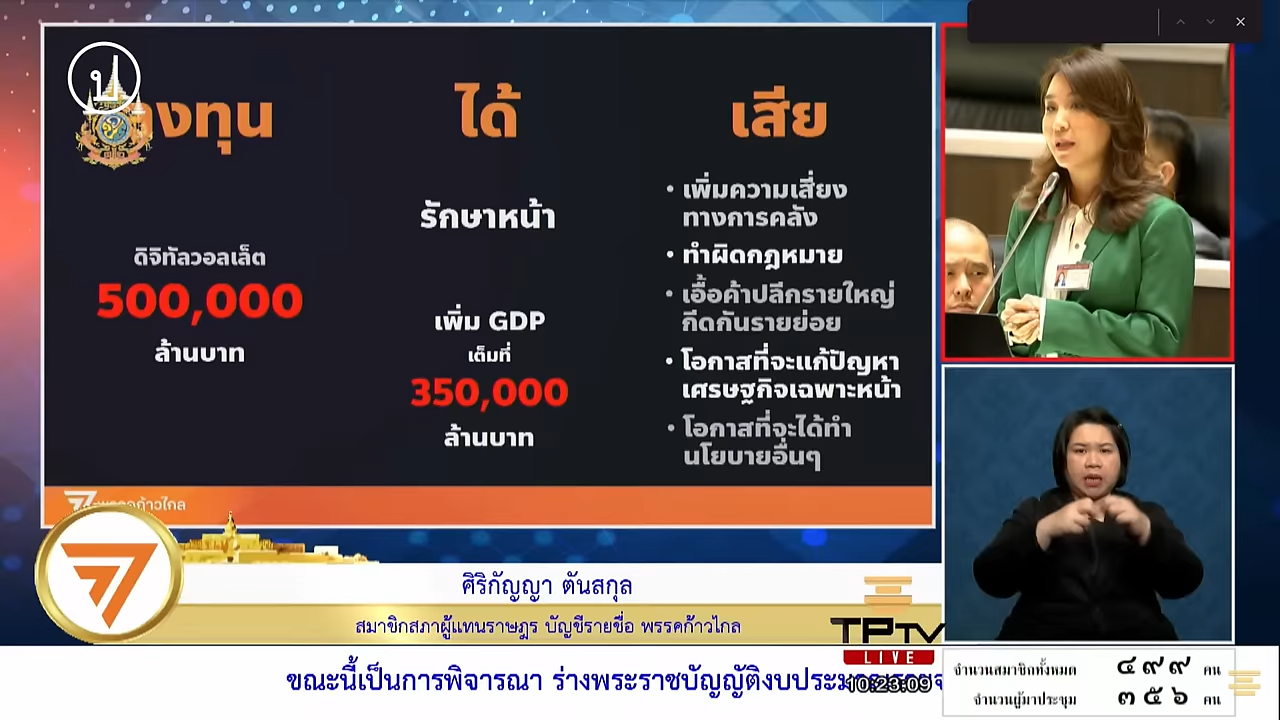 ป
ลงทุน
ได้
เสีย
ดิจิทัลวอลเล็ต
500,000
ล้านบาท
รักษาหน้า
เพิ่ม GDP
เต็มที่
350,000
ล้านบาท
• เพิ่มความเสี่ยง
ทางการคลัง
• ทำผิดกฎหมาย
• เอื้อค้าปลีกรายใหญ่
กีดกันรายย่อย
• โอกาสที่จะแก้ปัญหา
เศรษฐกิจเฉพาะหน้า
• โอกาสที่จะได้ทำ
นโยบายอื่นๆ
ก้าวไกล
ศิริกัญญา ตันสกุล
สมาชิกสภาผู้แทนราษฎร บัญชีรายชื่อ พรรคก้าวไกล
TPTV
LIVE
10:23:09
ขณะนี้เป็นการพิจารณา ร่างพระราชบัญญัติงบประมาณ
จำนวนสมาชิกทั้งหมด ๔๙๙ คน
จำนวนผู้มาประชุม ๓๕๖ คน